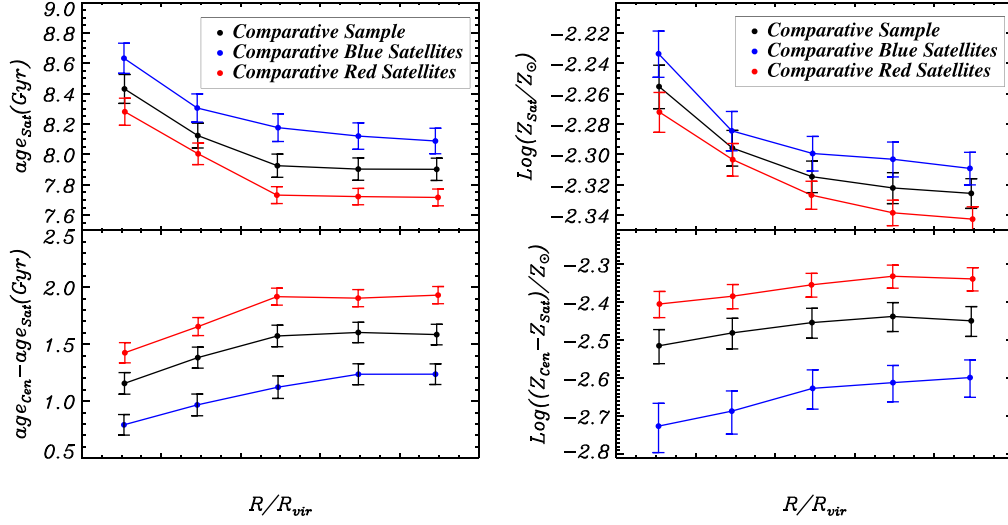 9.0
8.8
8.6
8.4
8.2
8.0
7.8
7.6
age_Sat(Gyr)
Comparative Sample
Comparative Blue Satellites
Comparative Red Satellites
2.5
2.0
1.5
1.0
0.5
age_Cen−age_Sat(Gyr)
R/R_vir
−2.22
−2.24
−2.26
−2.28
−2.30
−2.32
−2.34
Log(Z_Sat/Z_⊙)
Comparative Sample
Comparative Blue Satellites
Comparative Red Satellites
−2.3
−2.4
−2.5
−2.6
−2.7
−2.8
Log((Z_Cen−Z_Sat)/Z_⊙)
R/R_vir